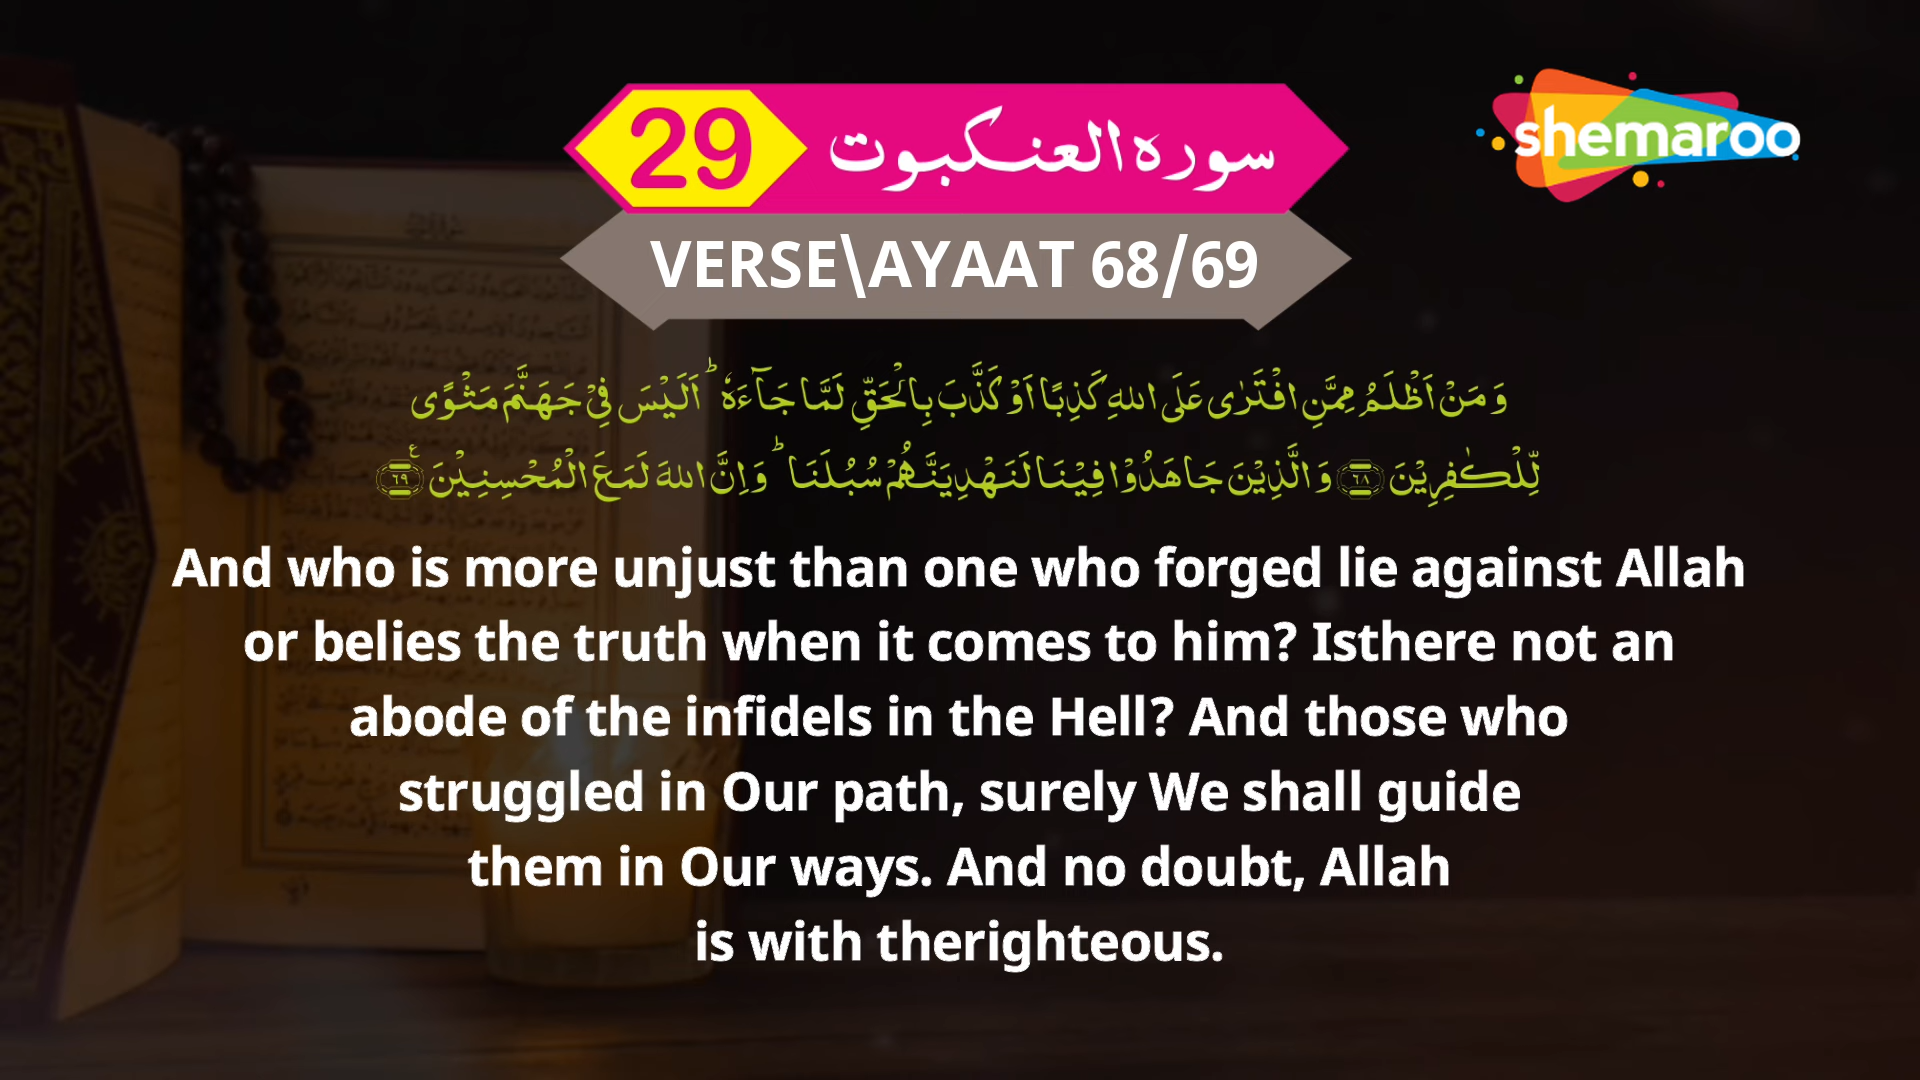 29 سوره العنكبوت
shemaroo
VERSE\AYAAT 68/69
وَ مَنْ اَظْلَمُ مِمَّنِ افْتَرٰى عَلَى اللهِ كَذِبًا اَوْ كَذَّبَ بِالْحَقِّ لَمَّا جَآءَهٗ ؕ اَلَيْسَ فِيْ جَهَنَّمَ مَثْوًى
لِّلْكٰفِرِيْنَ ۶۸ وَ الَّذِيْنَ جَاهَدُوْا فِيْنَا لَنَهْدِيَنَّهُمْ سُبُلَنَا ؕ وَاِنَّ اللهَ لَمَعَ الْمُحْسِنِيْنَ ۶۹ ع
And who is more unjust than one who forged lie against Allah
or belies the truth when it comes to him? Isthere not an
abode of the infidels in the Hell? And those who
struggled in Our path, surely We shall guide
them in Our ways. And no doubt, Allah
is with therighteous.